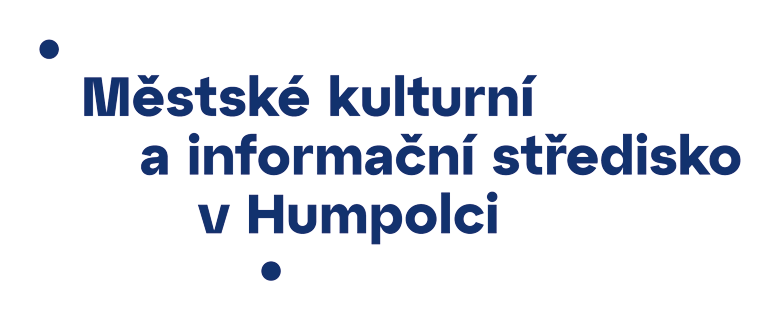 Městské kulturní
a informační středisko
v Humpolci